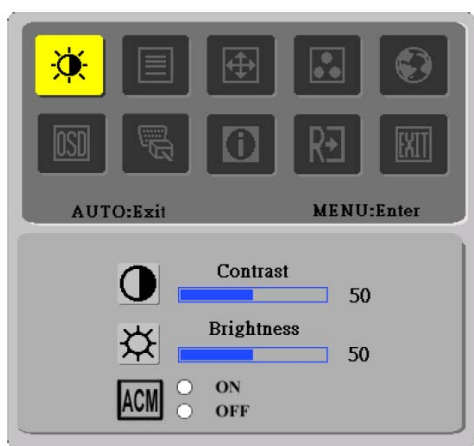 OSD
R
EXIT
AUTO:Exit MENU:Enter
Contrast
50
Brightness
50
ACM
ON
OFF